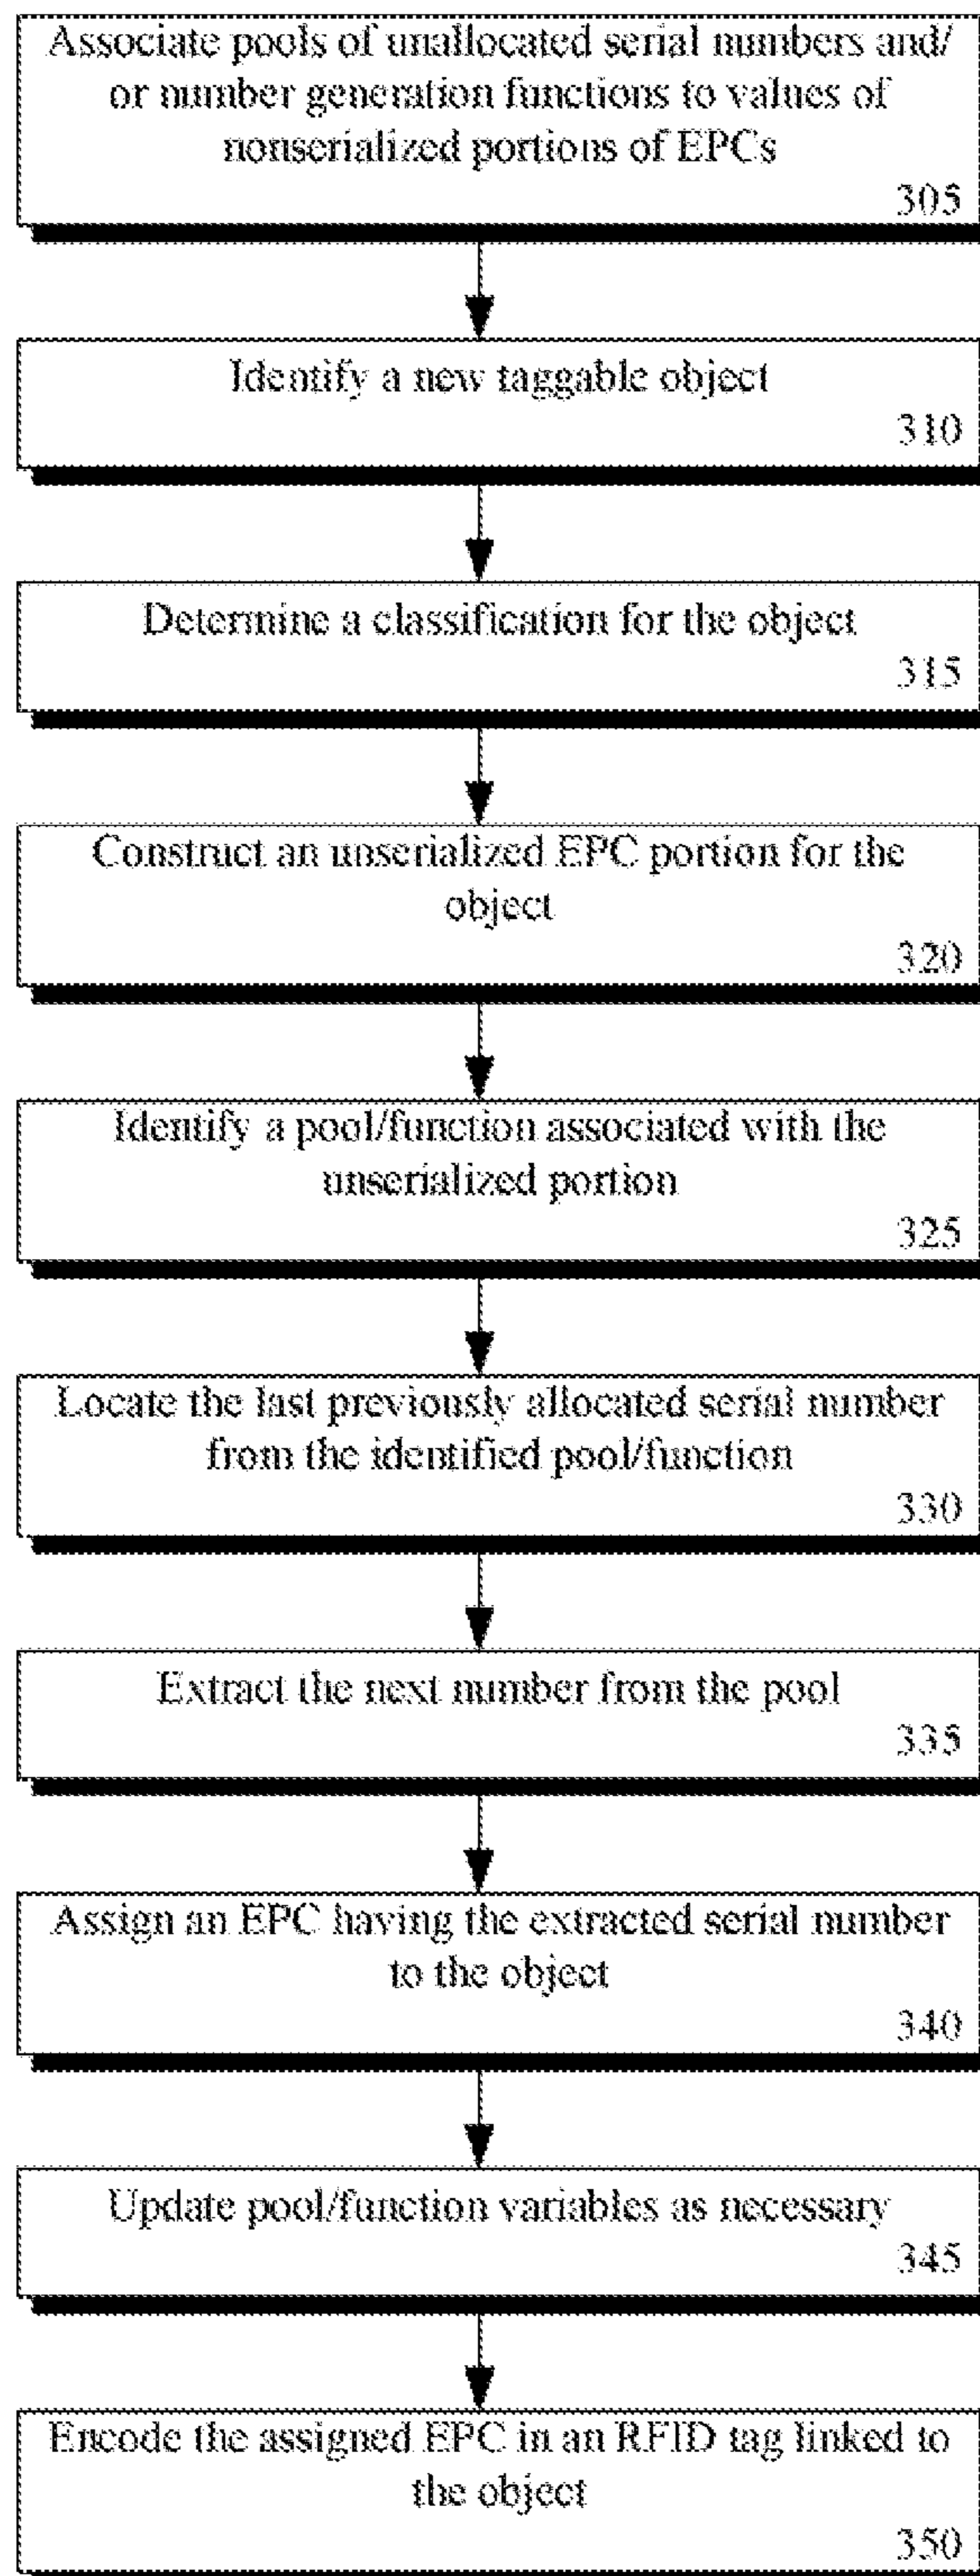 Associate pools of unallocated serial numbers and/
or number generation functions to values of
nonserialized portions of EPCs
305
Identify a new taggable object
310
Determine a classification for the object
315
Construct an unserialized EPC portion for the
object
320
Identify a pool/function associated with the
unserialized portion
325
Locate the last previously allocated serial number
from the identified pool/function
330
Extract the next number from the pool
335
Assign an EPC having the extracted serial number
to the object
340
Update pool/function variables as necessary
345
Encode the assigned EPC in an RFID tag linked to
the object
350